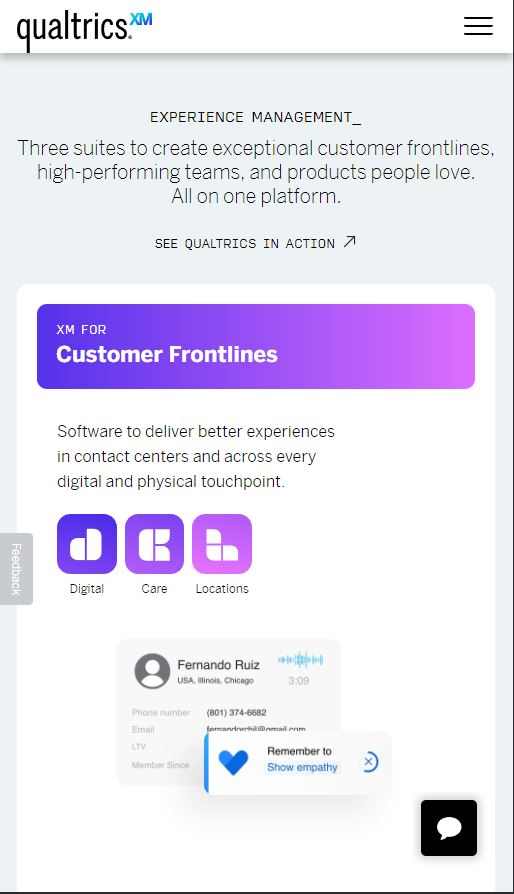 qualtrics.XM
EXPERIENCE MANAGEMENT_
Three suites to create exceptional customer frontlines,
high-performing teams, and products people love.
All on one platform.
SEE QUALTRICS IN ACTION
XM FOR
Customer Frontlines
Software to deliver better experiences
in contact centers and across every
digital and physical touchpoint.
Feedback
Digital Care Locations
Fernando Ruiz
USA, Illinois, Chicago
3:09
Phone number (801) 374-6682
Email
LTV
Member Since
Remember to
Show empathy